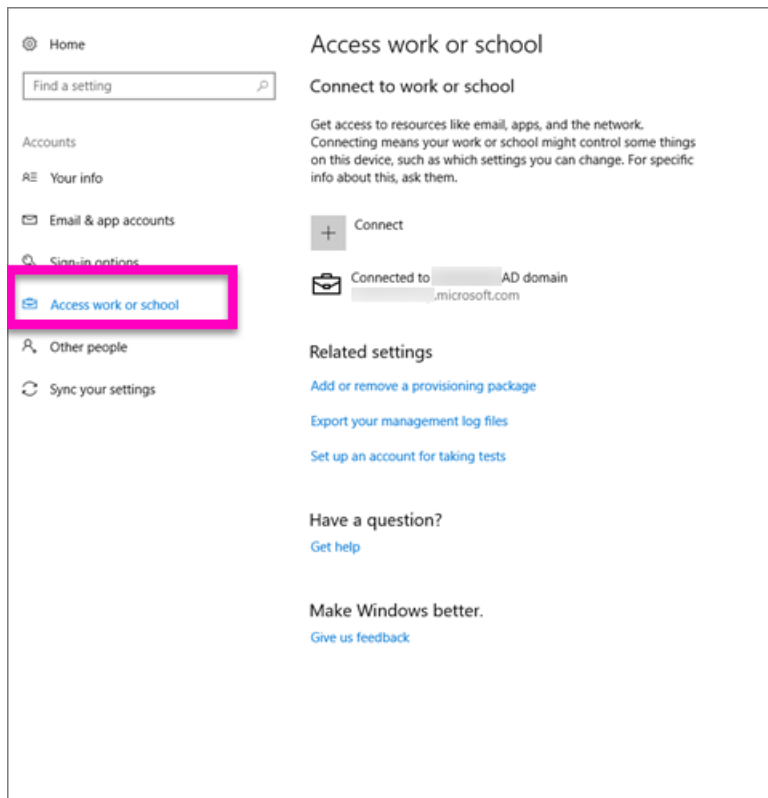 Home
Find a setting
Accounts
Your info
Email & app accounts
Sign-in options
Access work or school
Other people
Sync your settings
Access work or school
Connect to work or school
Get access to resources like email, apps, and the network.
Connecting means your work or school might control some things
on this device, such as which settings you can change. For specific
info about this, ask them.
Connect
Connected to AD domain
.microsoft.com
Related settings
Add or remove a provisioning package
Export your management log files
Set up an account for taking tests
Have a question?
Get help
Make Windows better.
Give us feedback